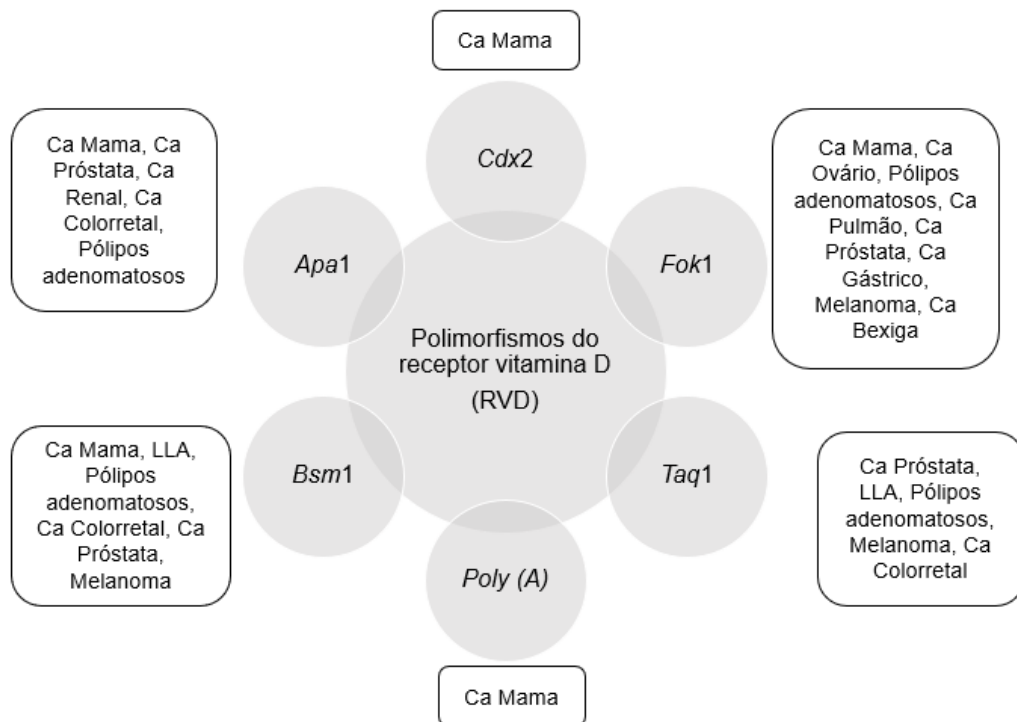 Ca Mama
Cdx2
Ca Mama, Ca
Próstata, Ca
Renal, Ca
Colorretal,
Pólipos
adenomatosos
Apa1
Fok1
Ca Mama, Ca
Ovário, Pólipos
adenomatosos, Ca
Pulmão, Ca
Próstata, Ca
Gástrico,
Melanoma, Ca
Bexiga
Polimorfismos do
receptor vitamina D
(RVD)
Ca Mama, LLA,
Pólipos
adenomatosos,
Ca Colorretal, Ca
Próstata,
Melanoma
Bsm1
Taq1
Ca Próstata,
LLA, Pólipos
adenomatosos,
Melanoma, Ca
Colorretal
Poly (A)
Ca Mama